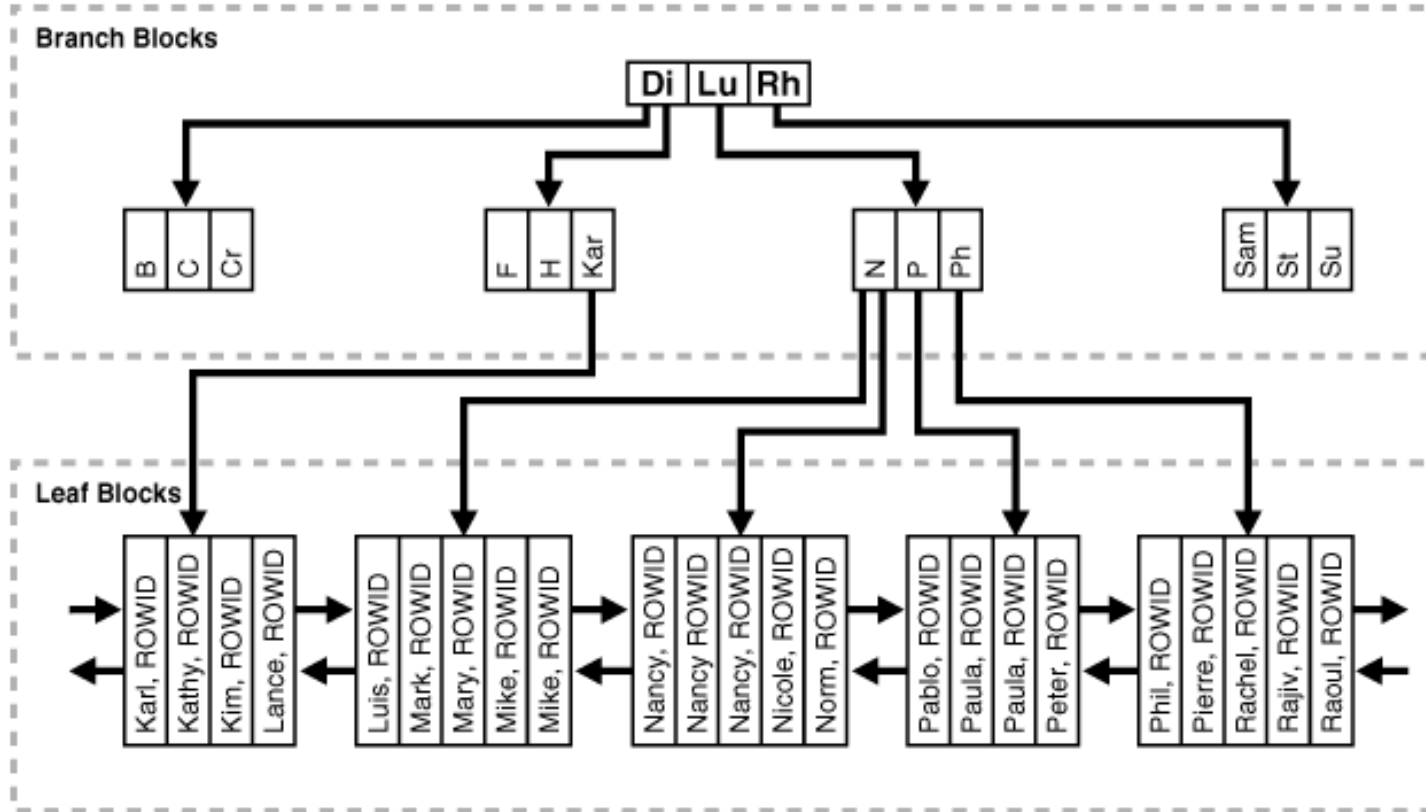 Branch Blocks
Di Lu Rh
B C Cr
F H Kar
N P Ph
Sam St Su
Leaf Blocks
Karl, ROWID
Kathy, ROWID
Kim, ROWID
Lance, ROWID
Luis, ROWID
Mark, ROWID
Mary, ROWID
Mike, ROWID
Mike, ROWID
Nancy, ROWID
Nancy ROWID
Nancy, ROWID
Nicole, ROWID
Norm, ROWID
Pablo, ROWID
Paula, ROWID
Paula, ROWID
Peter, ROWID
Phil, ROWID
Pierre, ROWID
Rachel, ROWID
Rajiv, ROWID
Raoul, ROWID